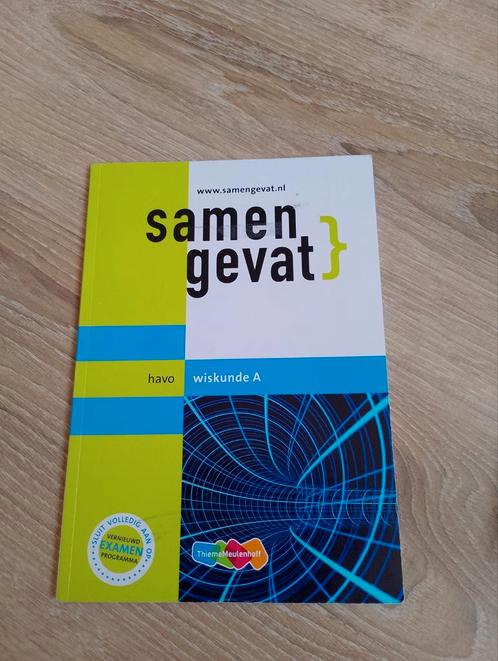 www.samengevat.nl
samen
gevat}
havo
wiskunde A
SLUIT VOLLEDIG AAN OP
VERNIEUWD
EXAMEN
PROGRAMMA
ThiemeMeulenhoff